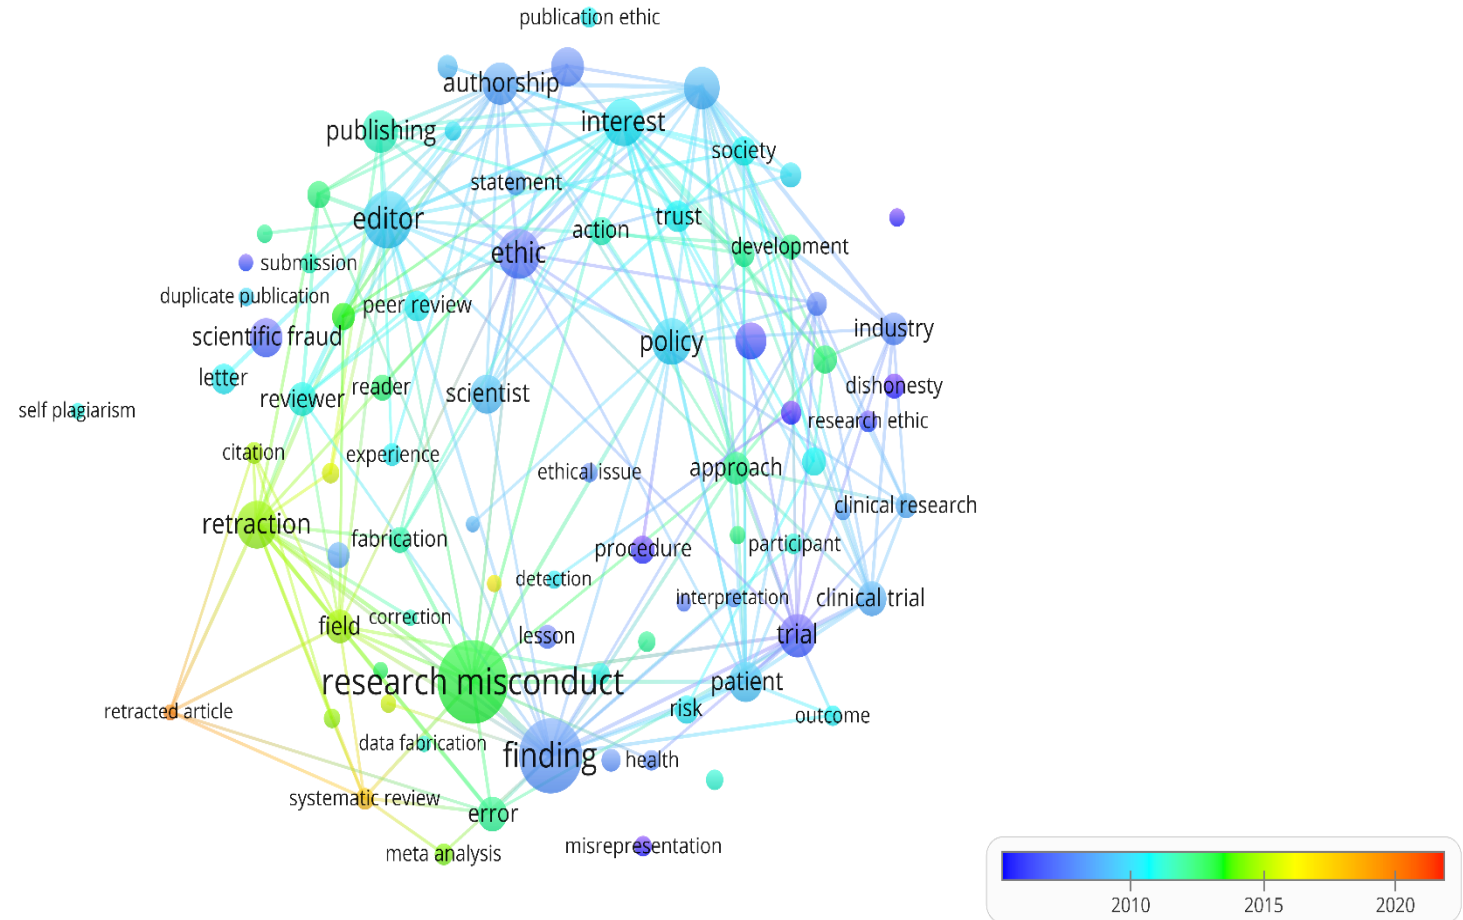 publication ethic
authorship
interest
publishing
society
statement
trust
editor
action
development
ethic
submission
duplicate publication
peer review
scientific fraud
industry
policy
letter
reviewer
reader
scientist
dishonesty
self plagiarism
research ethic
citation
experience
ethical issue
approach
clinical research
retraction
fabrication
procedure
participant
detection
interpretation
clinical trial
field
correction
lesson
trial
research misconduct
patient
retracted article
risk
outcome
data fabrication
finding
health
systematic review
error
misrepresentation
meta analysis
2010 2015 2020